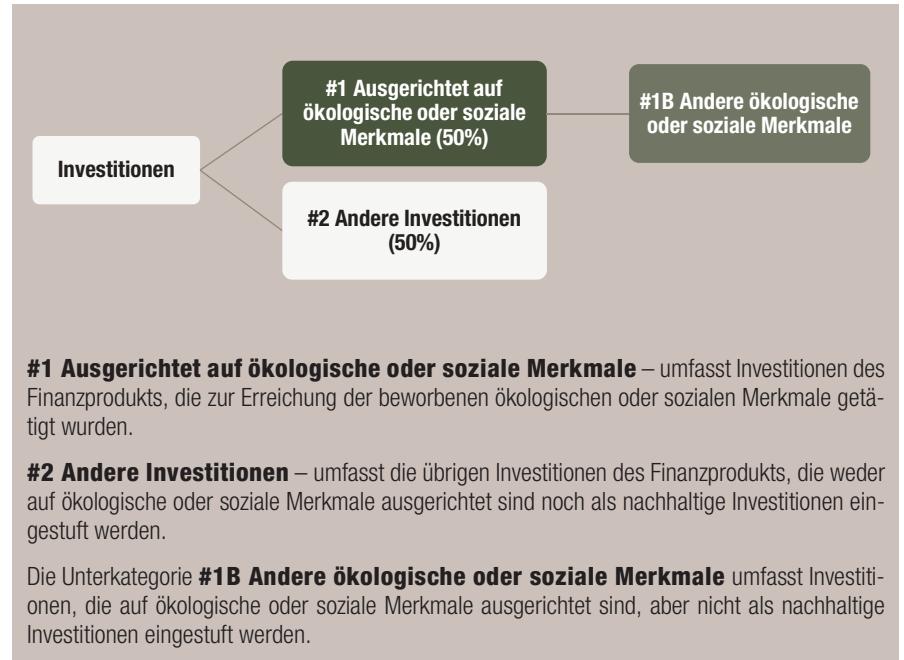 #1 Ausgerichtet auf
ökologische oder soziale
Merkmale (50%)
#1B Andere ökologische
oder soziale Merkmale
Investitionen
#2 Andere Investitionen
(50%)
#1 Ausgerichtet auf ökologische oder soziale Merkmale – umfasst Investitionen des
Finanzprodukts, die zur Erreichung der beworbenen ökologischen oder sozialen Merkmale getä-
tigt wurden.
#2 Andere Investitionen – umfasst die übrigen Investitionen des Finanzprodukts, die weder
auf ökologische oder soziale Merkmale ausgerichtet sind noch als nachhaltige Investitionen ein-
gestuft werden.
Die Unterkategorie #1B Andere ökologische oder soziale Merkmale umfasst Investiti-
onen, die auf ökologische oder soziale Merkmale ausgerichtet sind, aber nicht als nachhaltige
Investitionen eingestuft werden.